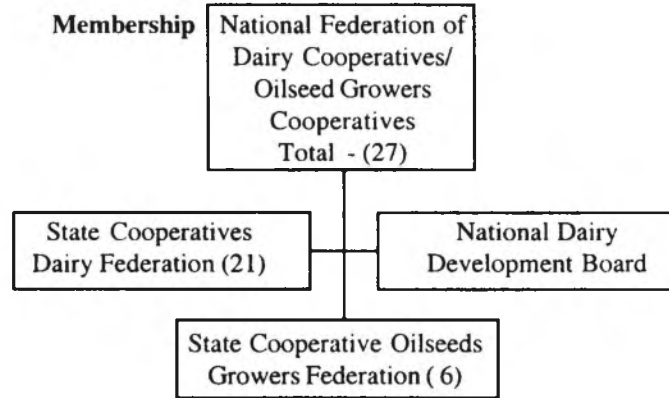 Membership
National Federation of
Dairy Cooperatives/
Oilseed Growers
Cooperatives
Total - (27)
State Cooperatives
Dairy Federation (21)
National Dairy
Development Board
State Cooperative Oilseeds
Growers Federation ( 6)